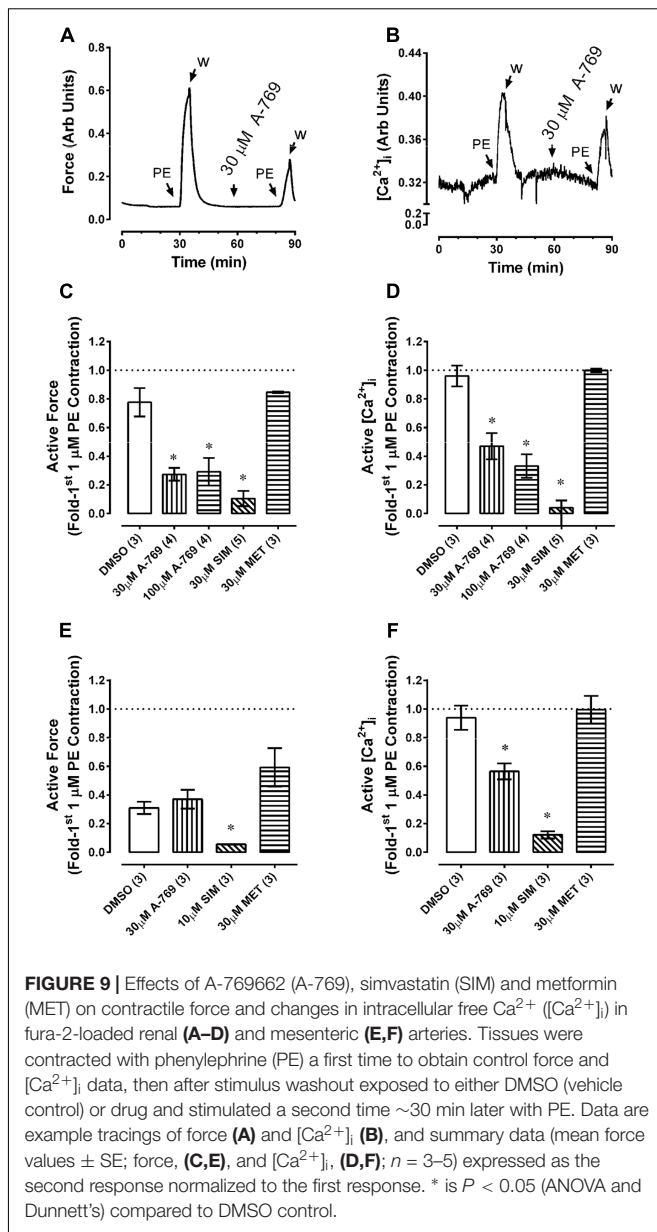 A
B
Force (Arb Units)
0.8
0.6
0.4
0.2
0.0
PE
W
30 µM A-769
PE
W
0 30 60 90
Time (min)
[Ca2+]i (Arb Units)
0.44
0.40
0.36
0.32
0.2
0.0
PE
W
30 µM A-769
PE
W
0 30 60 90
Time (min)
C
Active Force
(Fold-1st 1 µM PE Contraction)
1.2
1.0
0.8
0.6
0.4
0.2
0.0
* * *
DMSO (3)
30µM A-769 (4)
100µM A-769 (4)
30µM SIM (5)
30µM MET (3)
D
Active [Ca2+]i
(Fold-1st 1 µM PE Contraction)
1.2
1.0
0.8
0.6
0.4
0.2
0.0
* * *
DMSO (3)
30µM A-769 (4)
100µM A-769 (4)
30µM SIM (5)
30µM MET (3)
E
Active Force
(Fold-1st 1 µM PE Contraction)
1.2
1.0
0.8
0.6
0.4
0.2
0.0
*
DMSO (3)
30µM A-769 (3)
10µM SIM (3)
30µM MET (3)
F
Active [Ca2+]i
(Fold-1st 1 µM PE Contraction)
1.2
1.0
0.8
0.6
0.4
0.2
0.0
* *
DMSO (3)
30µM A-769 (3)
10µM SIM (3)
30µM MET (3)
FIGURE 9 | Effects of A-769662 (A-769), simvastatin (SIM) and metformin
(MET) on contractile force and changes in intracellular free Ca2+ ([Ca2+]i) in
fura-2-loaded renal (A–D) and mesenteric (E,F) arteries. Tissues were
contracted with phenylephrine (PE) a first time to obtain control force and
[Ca2+]i data, then after stimulus washout exposed to either DMSO (vehicle
control) or drug and stimulated a second time ~30 min later with PE. Data are
example tracings of force (A) and [Ca2+]i (B), and summary data (mean force
values ± SE; force, (C,E), and [Ca2+]i, (D,F); n = 3–5) expressed as the
second response normalized to the first response. * is P < 0.05 (ANOVA and
Dunnett's) compared to DMSO control.